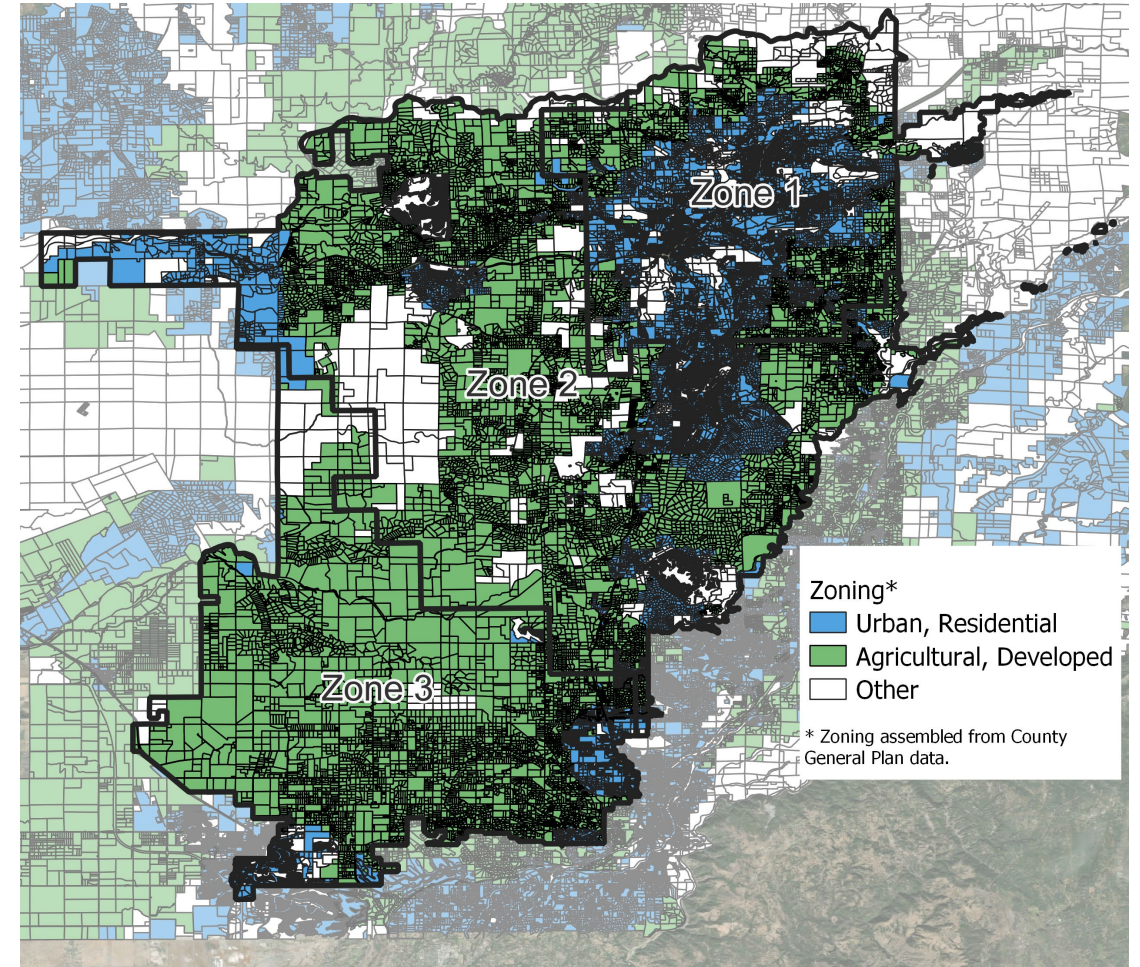 Zone 1
Zone 2
Zone 3
Zoning*
Urban, Residential
Agricultural, Developed
Other
* Zoning assembled from County
General Plan data.